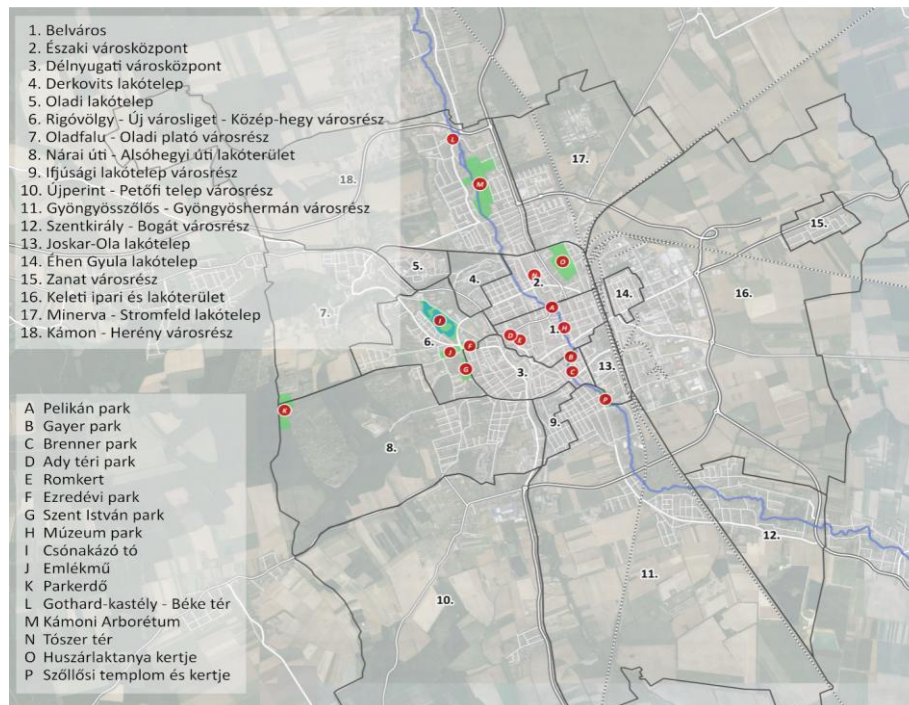 1. Belváros
2. Északi városközpont
3. Délnyugati városközpont
4. Derkovits lakótelep
5. Oladi lakótelep
6. Rigóvölgy - Új városliget - Közép-hegy városrész
7. Oladfalu - Oladi plató városrész
8. Nárai úti - Alsóhegyi úti lakóterület
9. Ifjúsági lakótelep városrész
10. Újperint - Petőfi telep városrész
11. Gyöngyösszőlős - Gyöngyöshermán városrész
12. Szentkirály - Bogát városrész
13. Joskar-Ola lakótelep
14. Éhen Gyula lakótelep
15. Zanat városrész
16. Keleti ipari és lakóterület
17. Minerva - Stromfeld lakótelep
18. Kámon - Herény városrész
A Pelikán park
B Gayer park
C Brenner park
D Ady téri park
E Romkert
F Ezredévi park
G Szent István park
H Múzeum park
I Csónakázó tó
J Emlékmű
K Parkerdő
L Gothard-kastély - Béke tér
M Kámoni Arborétum
N Tószer tér
O Huszárlaktanya kertje
P Szőllősi templom és kertje
L
17.
18.
M
15.
O
5.
4.
N
2.
14.
16.
7.
A
I
1.
H
D
E
6.
F
J
B
G
3.
C
13.
K
P
9.
8.
12.
11.
10.